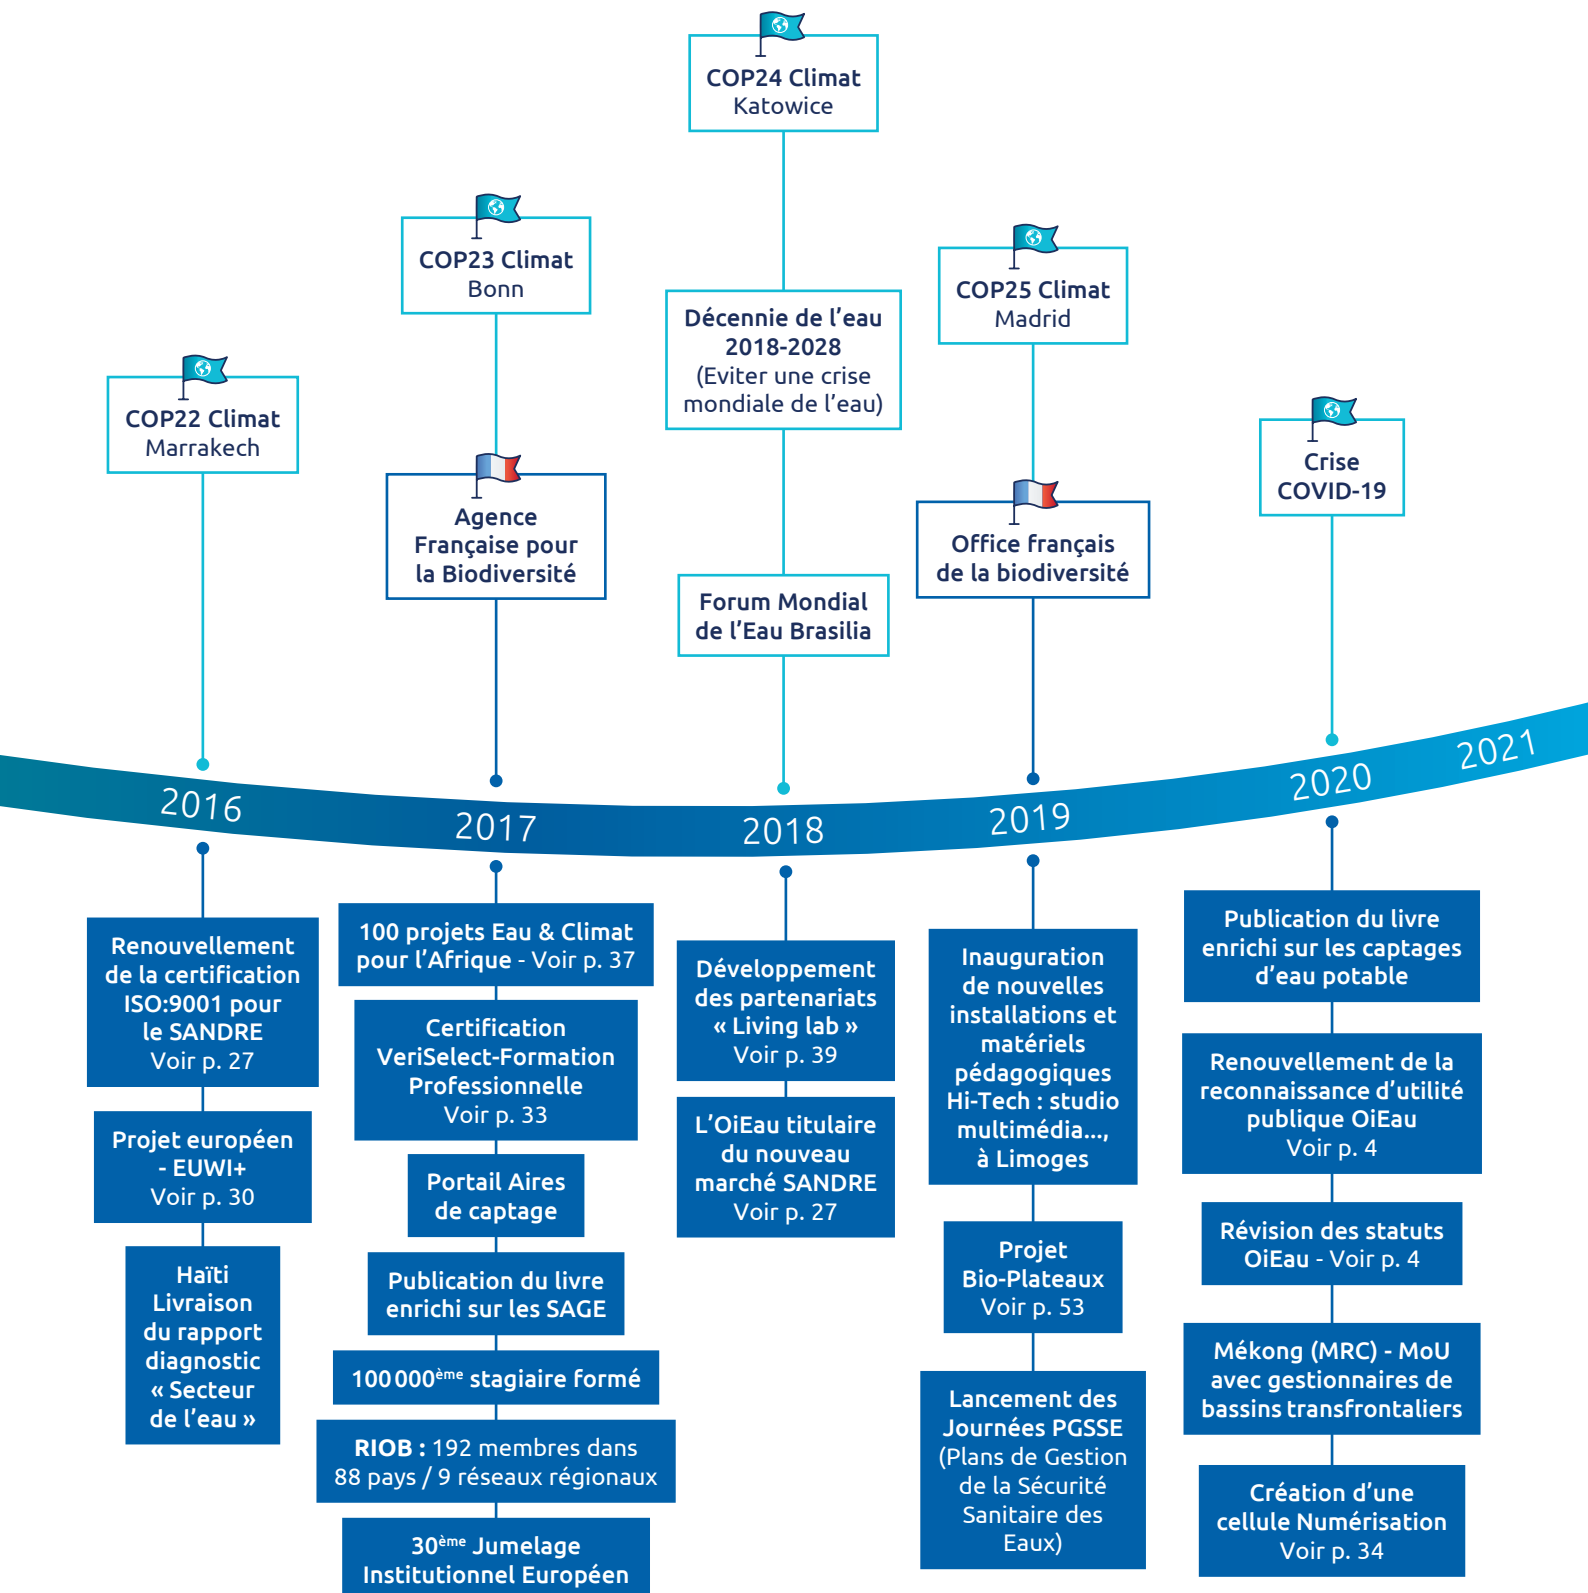 COP24 Climat
Katowice
COP23 Climat
Bonn
COP25 Climat
Madrid
Décennie de l’eau
2018-2028
(Eviter une crise
mondiale de l’eau)
COP22 Climat
Marrakech
Crise
COVID-19
Agence
Française pour
la Biodiversité
Office français
de la biodiversité
Forum Mondial
de l’Eau Brasilia
2016
2017
2018
2019
2020
2021
Renouvellement
de la certification
ISO:9001 pour
le SANDRE
Voir p. 27
Projet européen
- EUWI+
Voir p. 30
Haïti
Livraison
du rapport
diagnostic
« Secteur
de l’eau »
100 projets Eau & Climat
pour l’Afrique - Voir p. 37
Certification
VeriSelect-Formation
Professionnelle
Voir p. 33
Portail Aires
de captage
Publication du livre
enrichi sur les SAGE
100 000ème stagiaire formé
RIOB : 192 membres dans
88 pays / 9 réseaux régionaux
30ème Jumelage
Institutionnel Européen
Développement
des partenariats
« Living lab »
Voir p. 39
L’OiEau titulaire
du nouveau
marché SANDRE
Voir p. 27
Inauguration
de nouvelles
installations et
matériels
pédagogiques
Hi-Tech : studio
multimédia...,
à Limoges
Projet
Bio-Plateaux
Voir p. 53
Lancement des
Journées PGSSE
(Plans de Gestion
de la Sécurité
Sanitaire des
Eaux)
Publication du livre
enrichi sur les captages
d’eau potable
Renouvellement de la
reconnaissance d’utilité
publique OiEau
Voir p. 4
Révision des statuts
OiEau - Voir p. 4
Mékong (MRC) - MoU
avec gestionnaires de
bassins transfrontaliers
Création d’une
cellule Numérisation
Voir p. 34